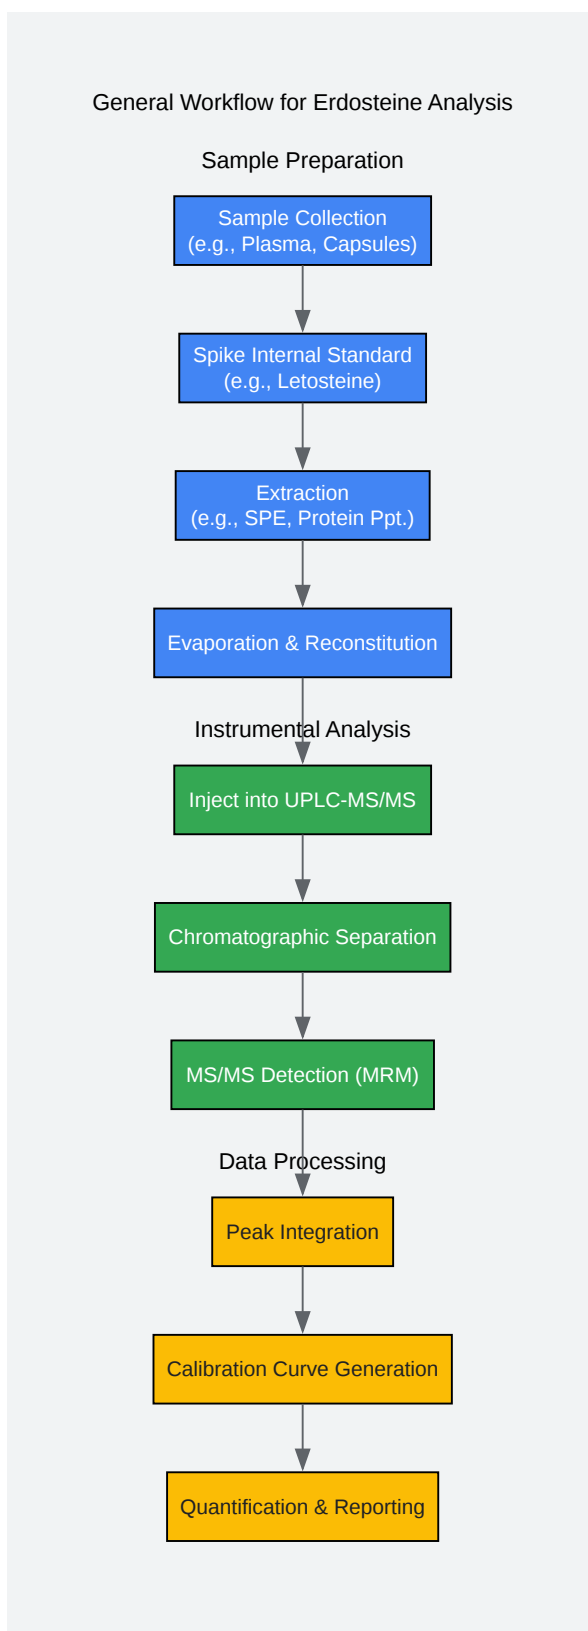 General Workflow for Erdosteine Analysis
Sample Preparation
Sample Collection
(e.g., Plasma, Capsules)
Spike Internal Standard
(e.g., Letosteine)
Extraction
(e.g., SPE, Protein Ppt.)
Evaporation & Reconstitution
Instrumental Analysis
Inject into UPLC-MS/MS
Chromatographic Separation
MS/MS Detection (MRM)
Data Processing
Peak Integration
Calibration Curve Generation
Quantification & Reporting